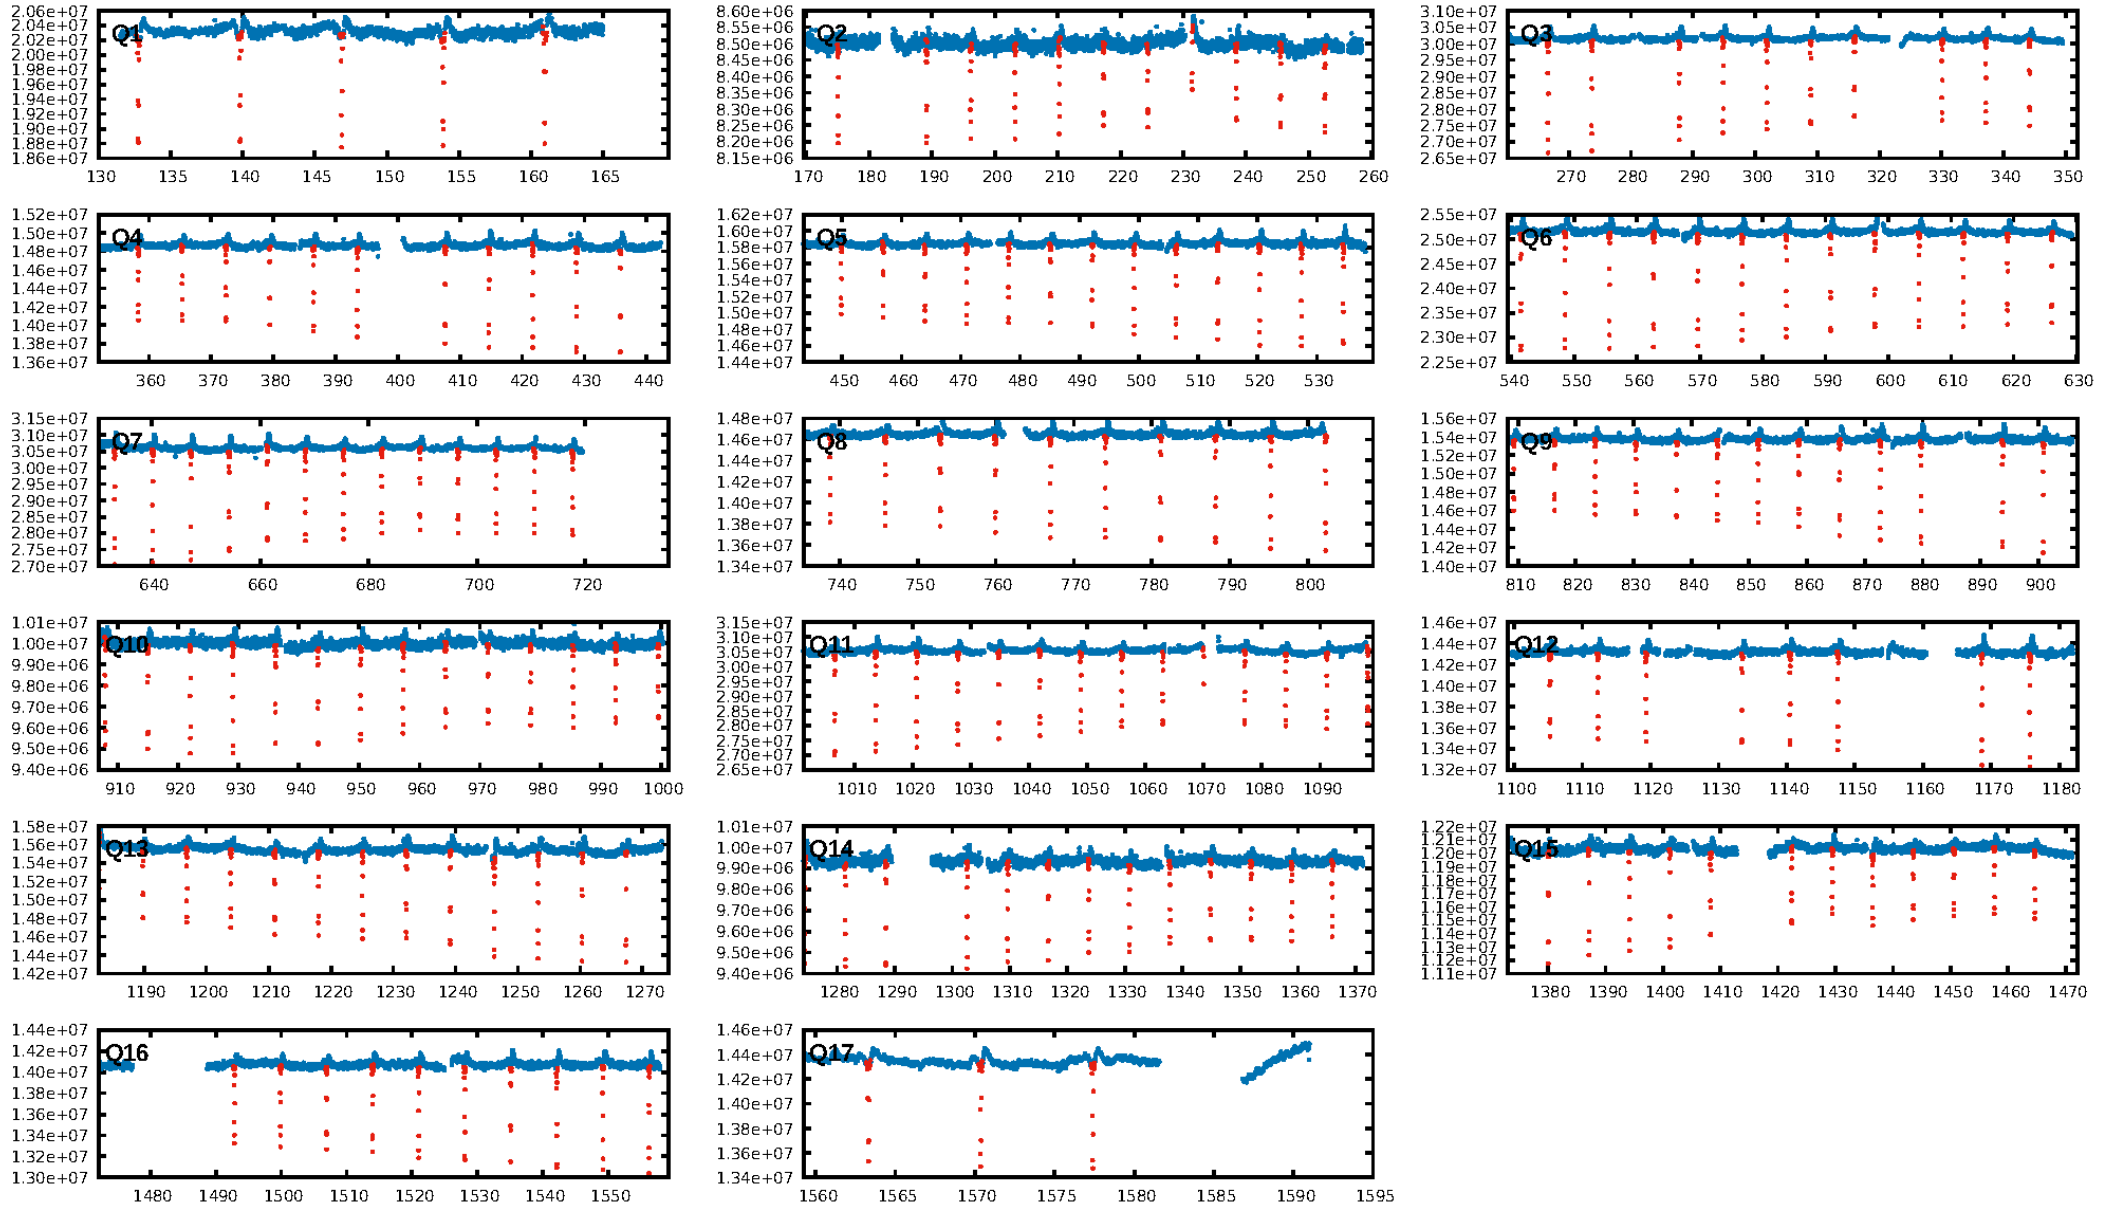 2.06e+07
2.04e+07
2.02e+07
2.00e+07
1.98e+07
1.96e+07
1.94e+07
1.92e+07
1.90e+07
1.88e+07
1.86e+07
Q1
130 135 140 145 150 155 160 165
8.60e+06
8.55e+06
8.50e+06
8.45e+06
8.40e+06
8.35e+06
8.30e+06
8.25e+06
8.20e+06
8.15e+06
Q2
170 180 190 200 210 220 230 240 250 260
3.10e+07
3.05e+07
3.00e+07
2.95e+07
2.90e+07
2.85e+07
2.80e+07
2.75e+07
2.70e+07
2.65e+07
Q3
270 280 290 300 310 320 330 340 350
1.52e+07
1.50e+07
1.48e+07
1.46e+07
1.44e+07
1.42e+07
1.40e+07
1.38e+07
1.36e+07
Q4
360 370 380 390 400 410 420 430 440
1.62e+07
1.60e+07
1.58e+07
1.56e+07
1.54e+07
1.52e+07
1.50e+07
1.48e+07
1.46e+07
1.44e+07
Q5
450 460 470 480 490 500 510 520 530
2.55e+07
2.50e+07
2.45e+07
2.40e+07
2.35e+07
2.30e+07
2.25e+07
Q6
540 550 560 570 580 590 600 610 620 630
3.15e+07
3.10e+07
3.05e+07
3.00e+07
2.95e+07
2.90e+07
2.85e+07
2.80e+07
2.75e+07
2.70e+07
Q7
640 660 680 700 720
1.48e+07
1.46e+07
1.44e+07
1.42e+07
1.40e+07
1.38e+07
1.36e+07
1.34e+07
Q8
740 750 760 770 780 790 800
1.56e+07
1.54e+07
1.52e+07
1.50e+07
1.48e+07
1.46e+07
1.44e+07
1.42e+07
1.40e+07
Q9
810 820 830 840 850 860 870 880 890 900
1.01e+07
1.00e+07
9.90e+06
9.80e+06
9.70e+06
9.60e+06
9.50e+06
9.40e+06
Q10
910 920 930 940 950 960 970 980 990 1000
3.15e+07
3.10e+07
3.05e+07
3.00e+07
2.95e+07
2.90e+07
2.85e+07
2.80e+07
2.75e+07
2.70e+07
2.65e+07
Q11
1010 1020 1030 1040 1050 1060 1070 1080 1090
1.46e+07
1.44e+07
1.42e+07
1.40e+07
1.38e+07
1.36e+07
1.34e+07
1.32e+07
Q12
1100 1110 1120 1130 1140 1150 1160 1170 1180
1.58e+07
1.56e+07
1.54e+07
1.52e+07
1.50e+07
1.48e+07
1.46e+07
1.44e+07
1.42e+07
Q13
1190 1200 1210 1220 1230 1240 1250 1260 1270
1.01e+07
1.00e+07
9.90e+06
9.80e+06
9.70e+06
9.60e+06
9.50e+06
9.40e+06
Q14
1280 1290 1300 1310 1320 1330 1340 1350 1360 1370
1.22e+07
1.21e+07
1.20e+07
1.19e+07
1.18e+07
1.17e+07
1.16e+07
1.15e+07
1.14e+07
1.13e+07
1.12e+07
1.11e+07
Q15
1380 1390 1400 1410 1420 1430 1440 1450 1460 1470
1.44e+07
1.42e+07
1.40e+07
1.38e+07
1.36e+07
1.34e+07
1.32e+07
1.30e+07
Q16
1480 1490 1500 1510 1520 1530 1540 1550
1.46e+07
1.44e+07
1.42e+07
1.40e+07
1.38e+07
1.36e+07
1.34e+07
Q17
1560 1565 1570 1575 1580 1585 1590 1595